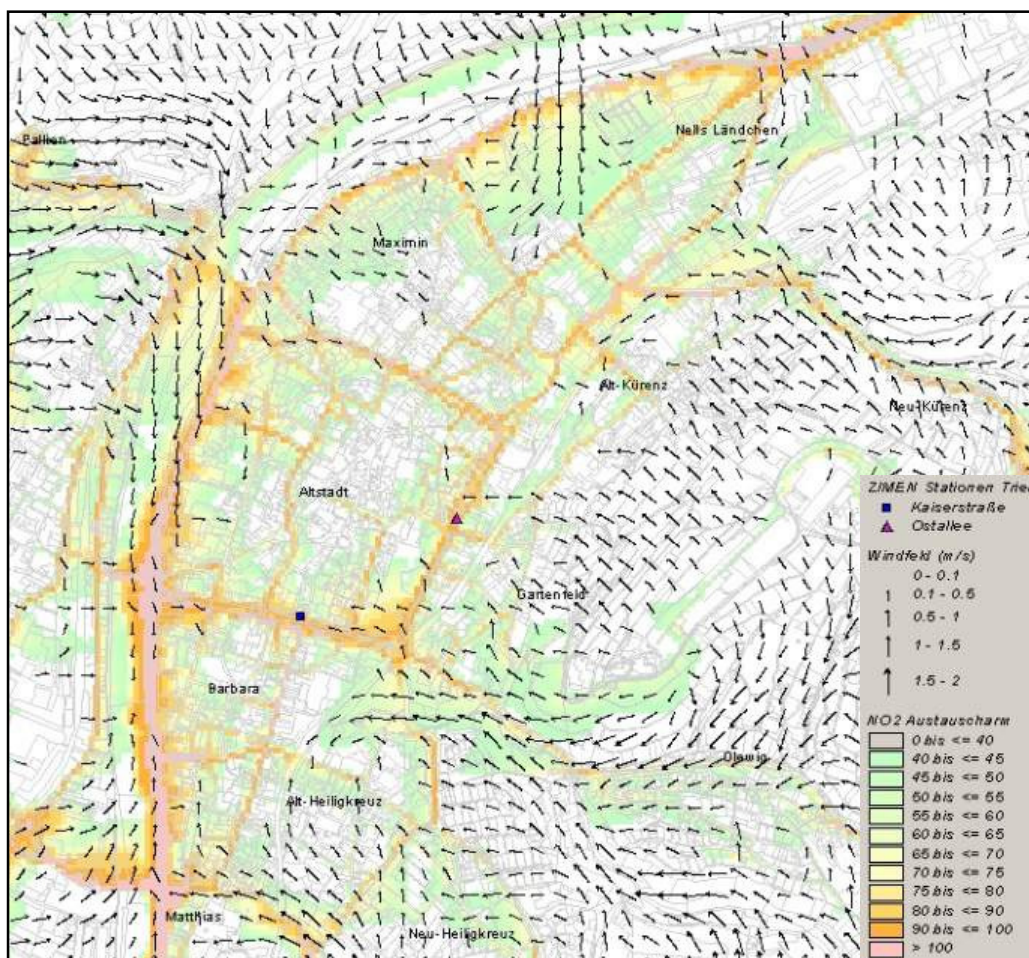 Pallien
Nells Ländchen
Maximin
Alt-Kürenz
Neu-Kürenz
Altstadt
Gartenfeld
Barbara
Olewig
Alt-Heiligkreuz
Matthias
Neu-Heiligkreuz
ZIMEN Stationen Trier
Kaiserstraße
Ostallee
Windfeld (m/s)
0 - 0.1
0.1 - 0.5
0.5 - 1
1 - 1.5
1.5 - 2
NO2 Austauscharm
0 bis <= 40
40 bis <= 45
45 bis <= 50
50 bis <= 55
55 bis <= 60
60 bis <= 65
65 bis <= 70
70 bis <= 75
75 bis <= 80
80 bis <= 90
90 bis <= 100
> 100